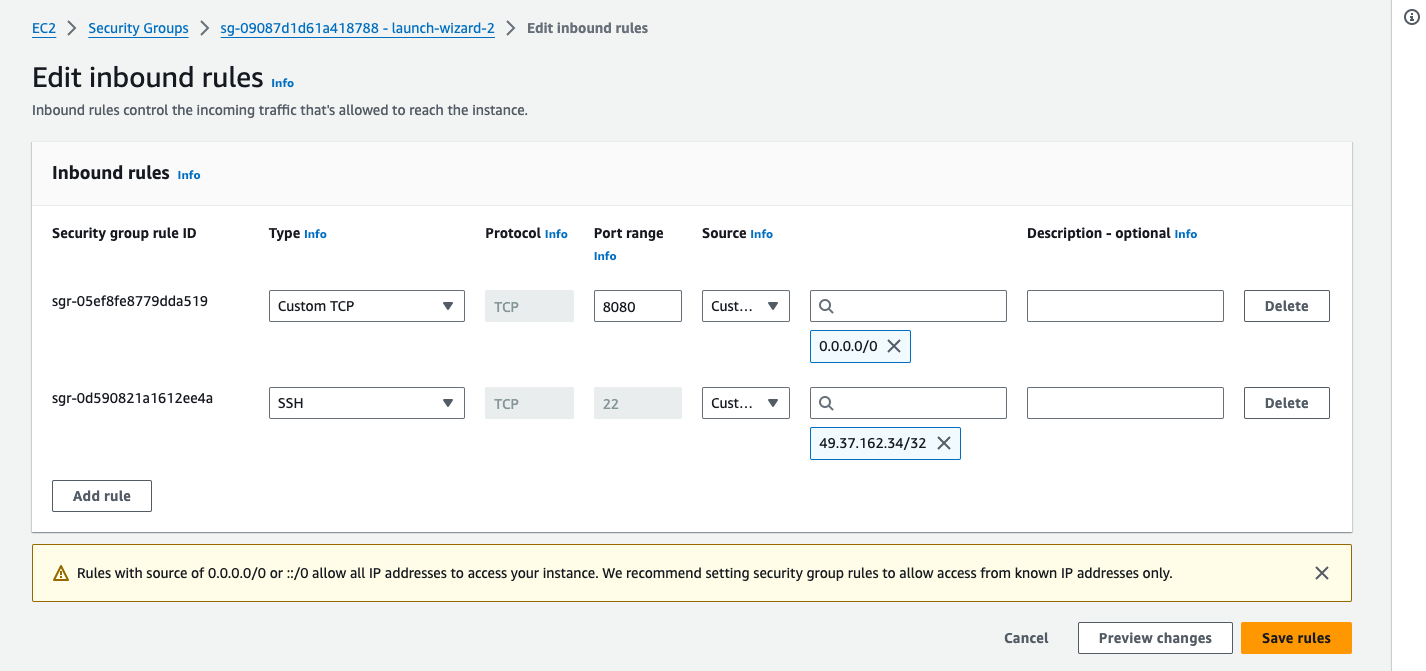 EC2 > Security Groups > sg-09087d1d61a418788 - launch-wizard-2 > Edit inbound rules
Edit inbound rules Info
Inbound rules control the incoming traffic that's allowed to reach the instance.
Inbound rules Info
Security group rule ID Type Info Protocol Info Port range Info Source Info Description - optional Info
sgr-05ef8fe8779dda519 Custom TCP TCP 8080 Cust... Delete
0.0.0.0/0
sgr-0d590821a1612ee4a SSH TCP 22 Cust... Delete
49.37.162.34/32
Add rule
Rules with source of 0.0.0.0/0 or ::/0 allow all IP addresses to access your instance. We recommend setting security group rules to allow access from known IP addresses only.
Cancel Preview changes Save rules